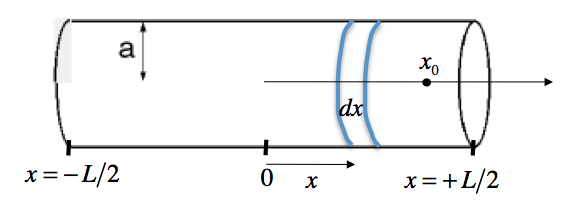 a
x₀
dx
x = −L/2
0
x
x = +L/2